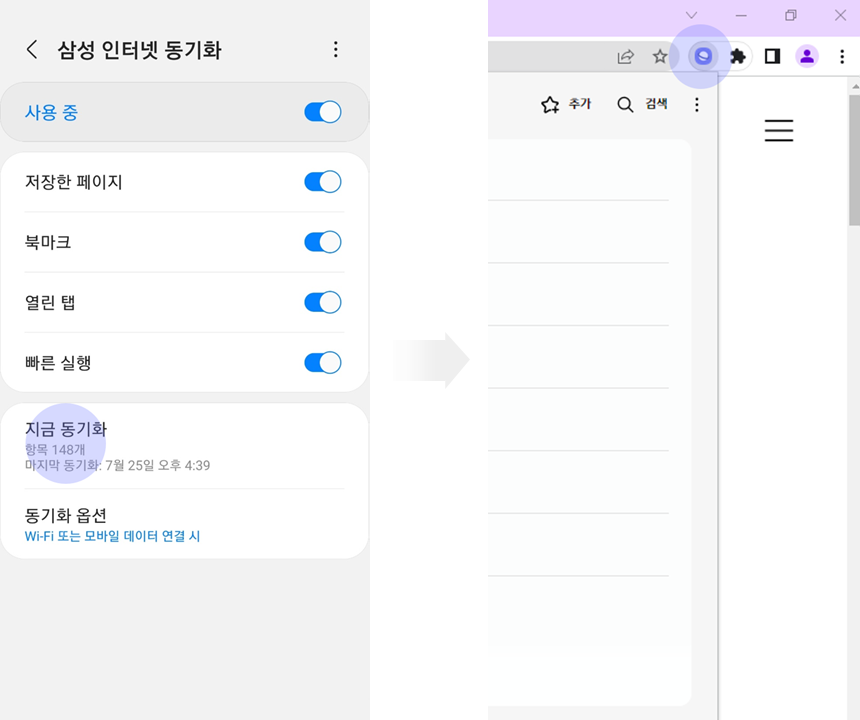 삼성 인터넷 동기화
사용 중
저장한 페이지
북마크
열린 탭
빠른 실행
지금 동기화
항목 148개
마지막 동기화: 7월 25일 오후 4:39
동기화 옵션
Wi-Fi 또는 모바일 데이터 연결 시
추가
검색